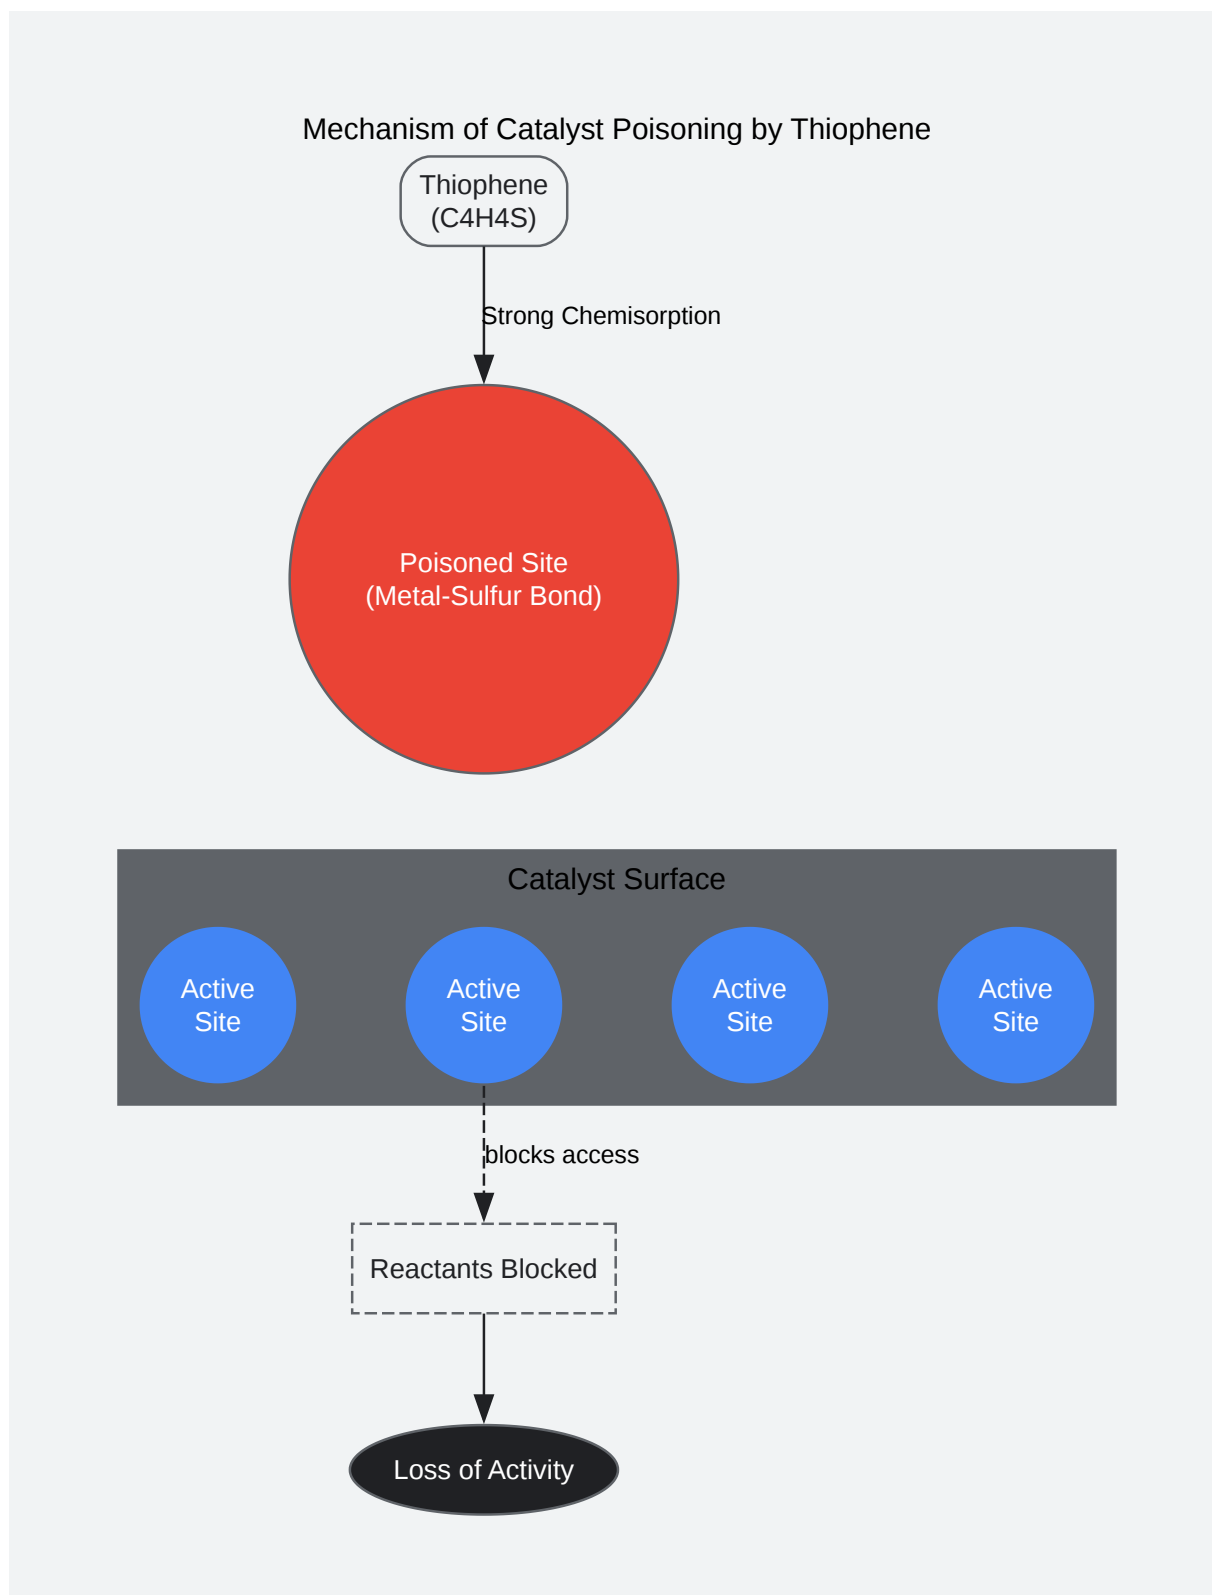 Mechanism of Catalyst Poisoning by Thiophene
Thiophene
(C4H4S)
Strong Chemisorption
Poisoned Site
(Metal-Sulfur Bond)
Catalyst Surface
Active
Site
Active
Site
Active
Site
Active
Site
blocks access
Reactants Blocked
Loss of Activity